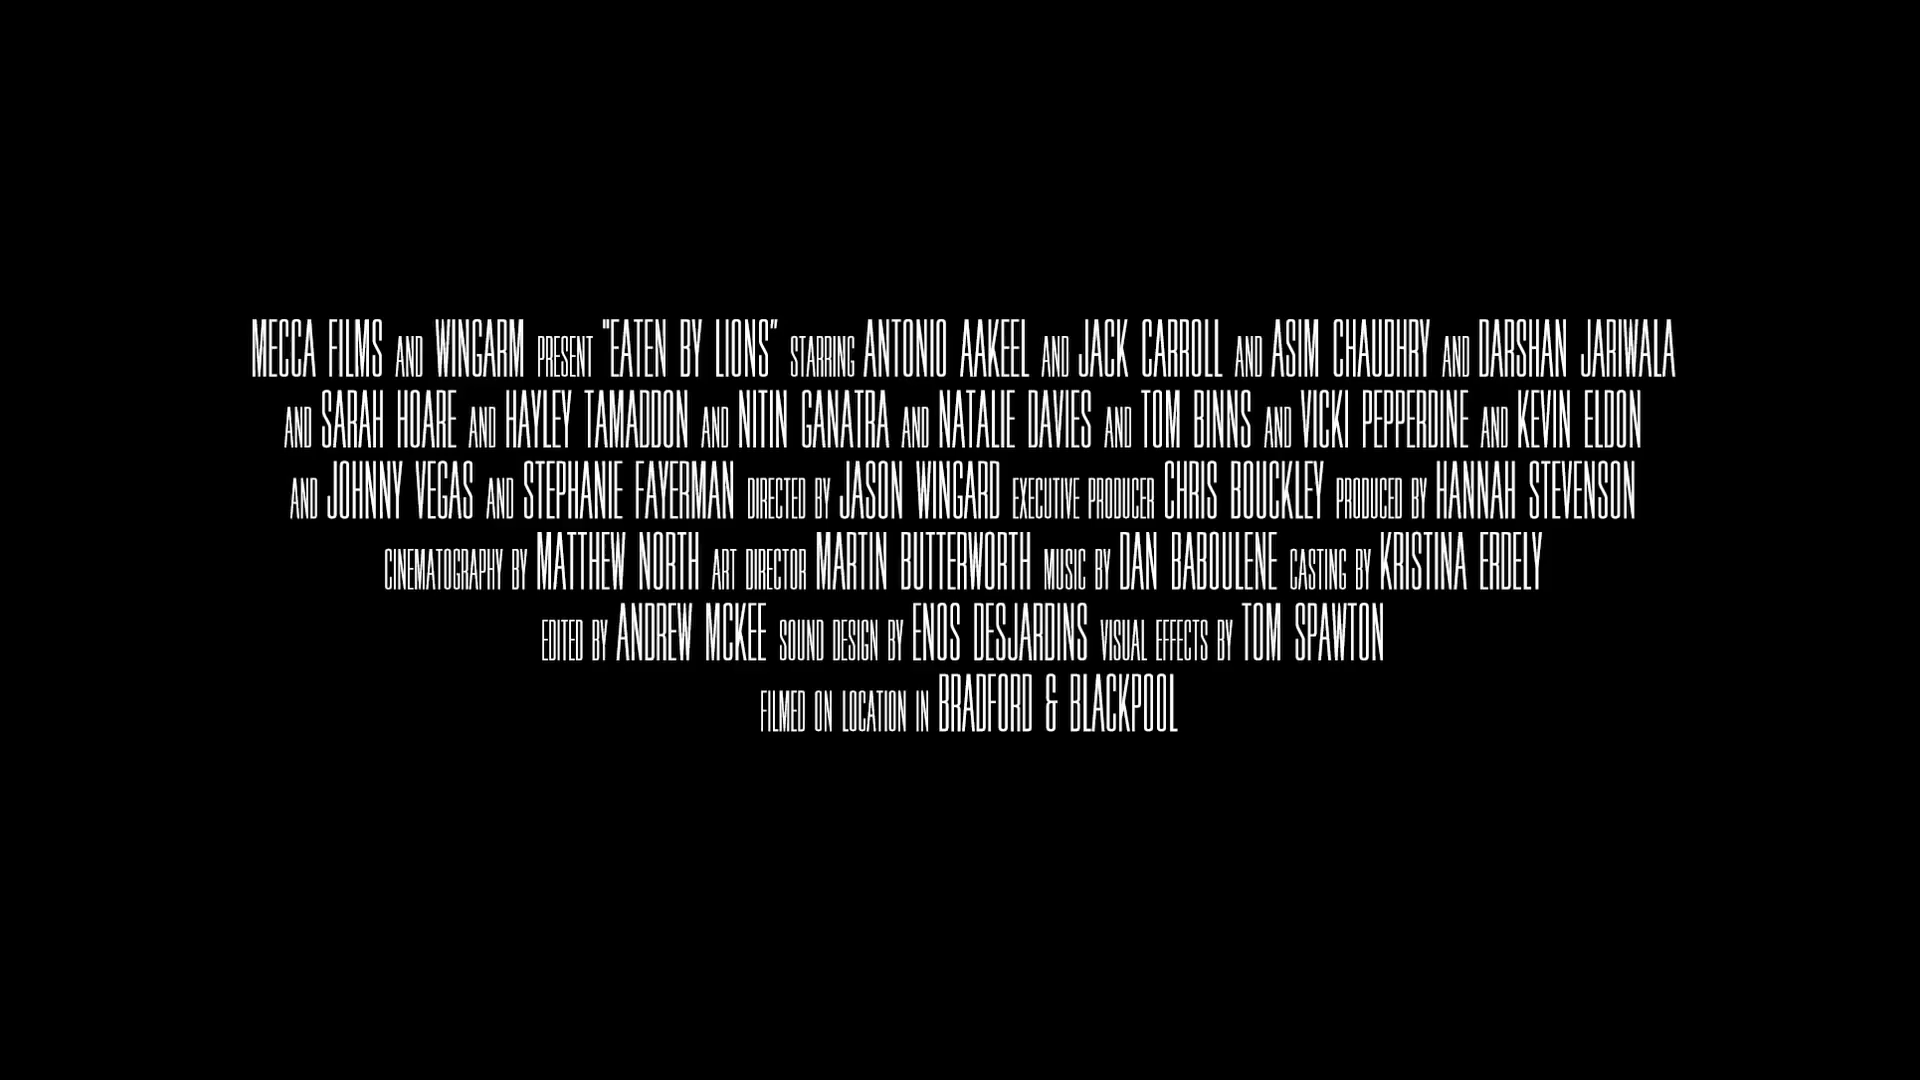 MECCA FILMS AND WINGARM PRESENT "EATEN BY LIONS" STARRING ANTONIO AAKEEL AND JACK CARROLL AND ASIM CHAUDHRY AND DARSHAN JARIWALA
AND SARAH HOARE AND HAYLEY TAMADDON AND NITIN GANATRA AND NATALIE DAVIES AND TOM BINNS AND VICKI PEPPERDINE AND KEVIN ELDON
AND JOHNNY VEGAS AND STEPHANIE FAYERMAN DIRECTED BY JASON WINGARD EXECUTIVE PRODUCER CHRIS BOUCKLEY PRODUCED BY HANNAH STEVENSON
CINEMATOGRAPHY BY MATTHEW NORTH ART DIRECTOR MARTIN BUTTERWORTH MUSIC BY DAN BABOULENE CASTING BY KRISTINA ERDELY
EDITED BY ANDREW MCKEE SOUND DESIGN BY ENOS DESJARDINS VISUAL EFFECTS BY TOM SPAWTON
FILMED ON LOCATION IN BRADFORD & BLACKPOOL